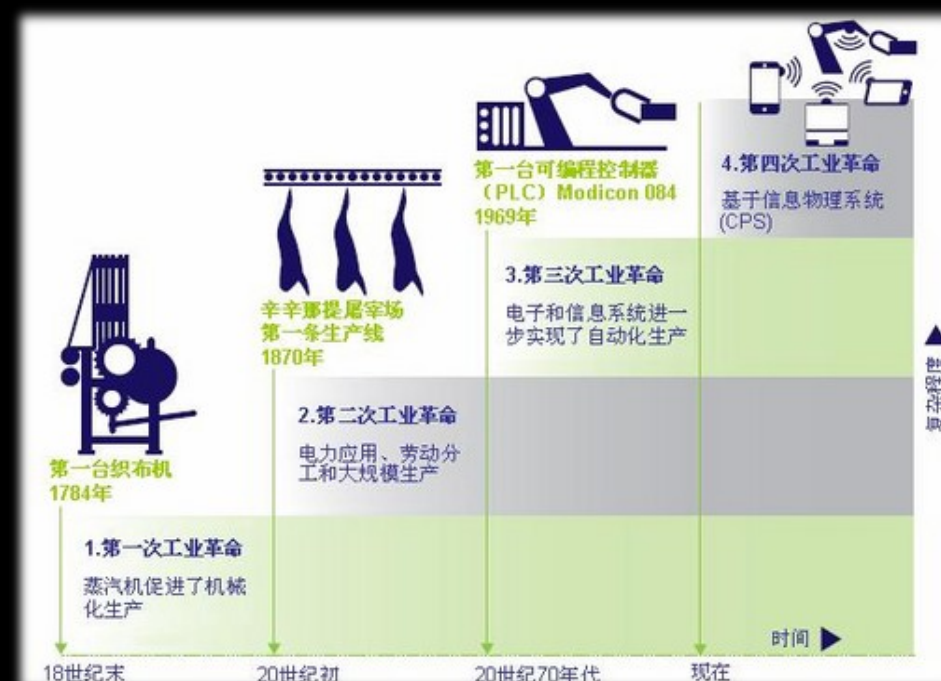 4.第四次工业革命
基于信息物理系统
(CPS)
第一台可编程控制器
（PLC）Modicon 084
1969年
3.第三次工业革命
电子和信息系统进一
步实现了自动化生产
辛辛那提屠宰场
第一条生产线
1870年
2.第二次工业革命
电力应用、劳动分
工和大规模生产
第一台织布机
1784年
1.第一次工业革命
蒸汽机促进了机械
化生产
复杂程度
时间
18世纪末
20世纪初
20世纪70年代
现在